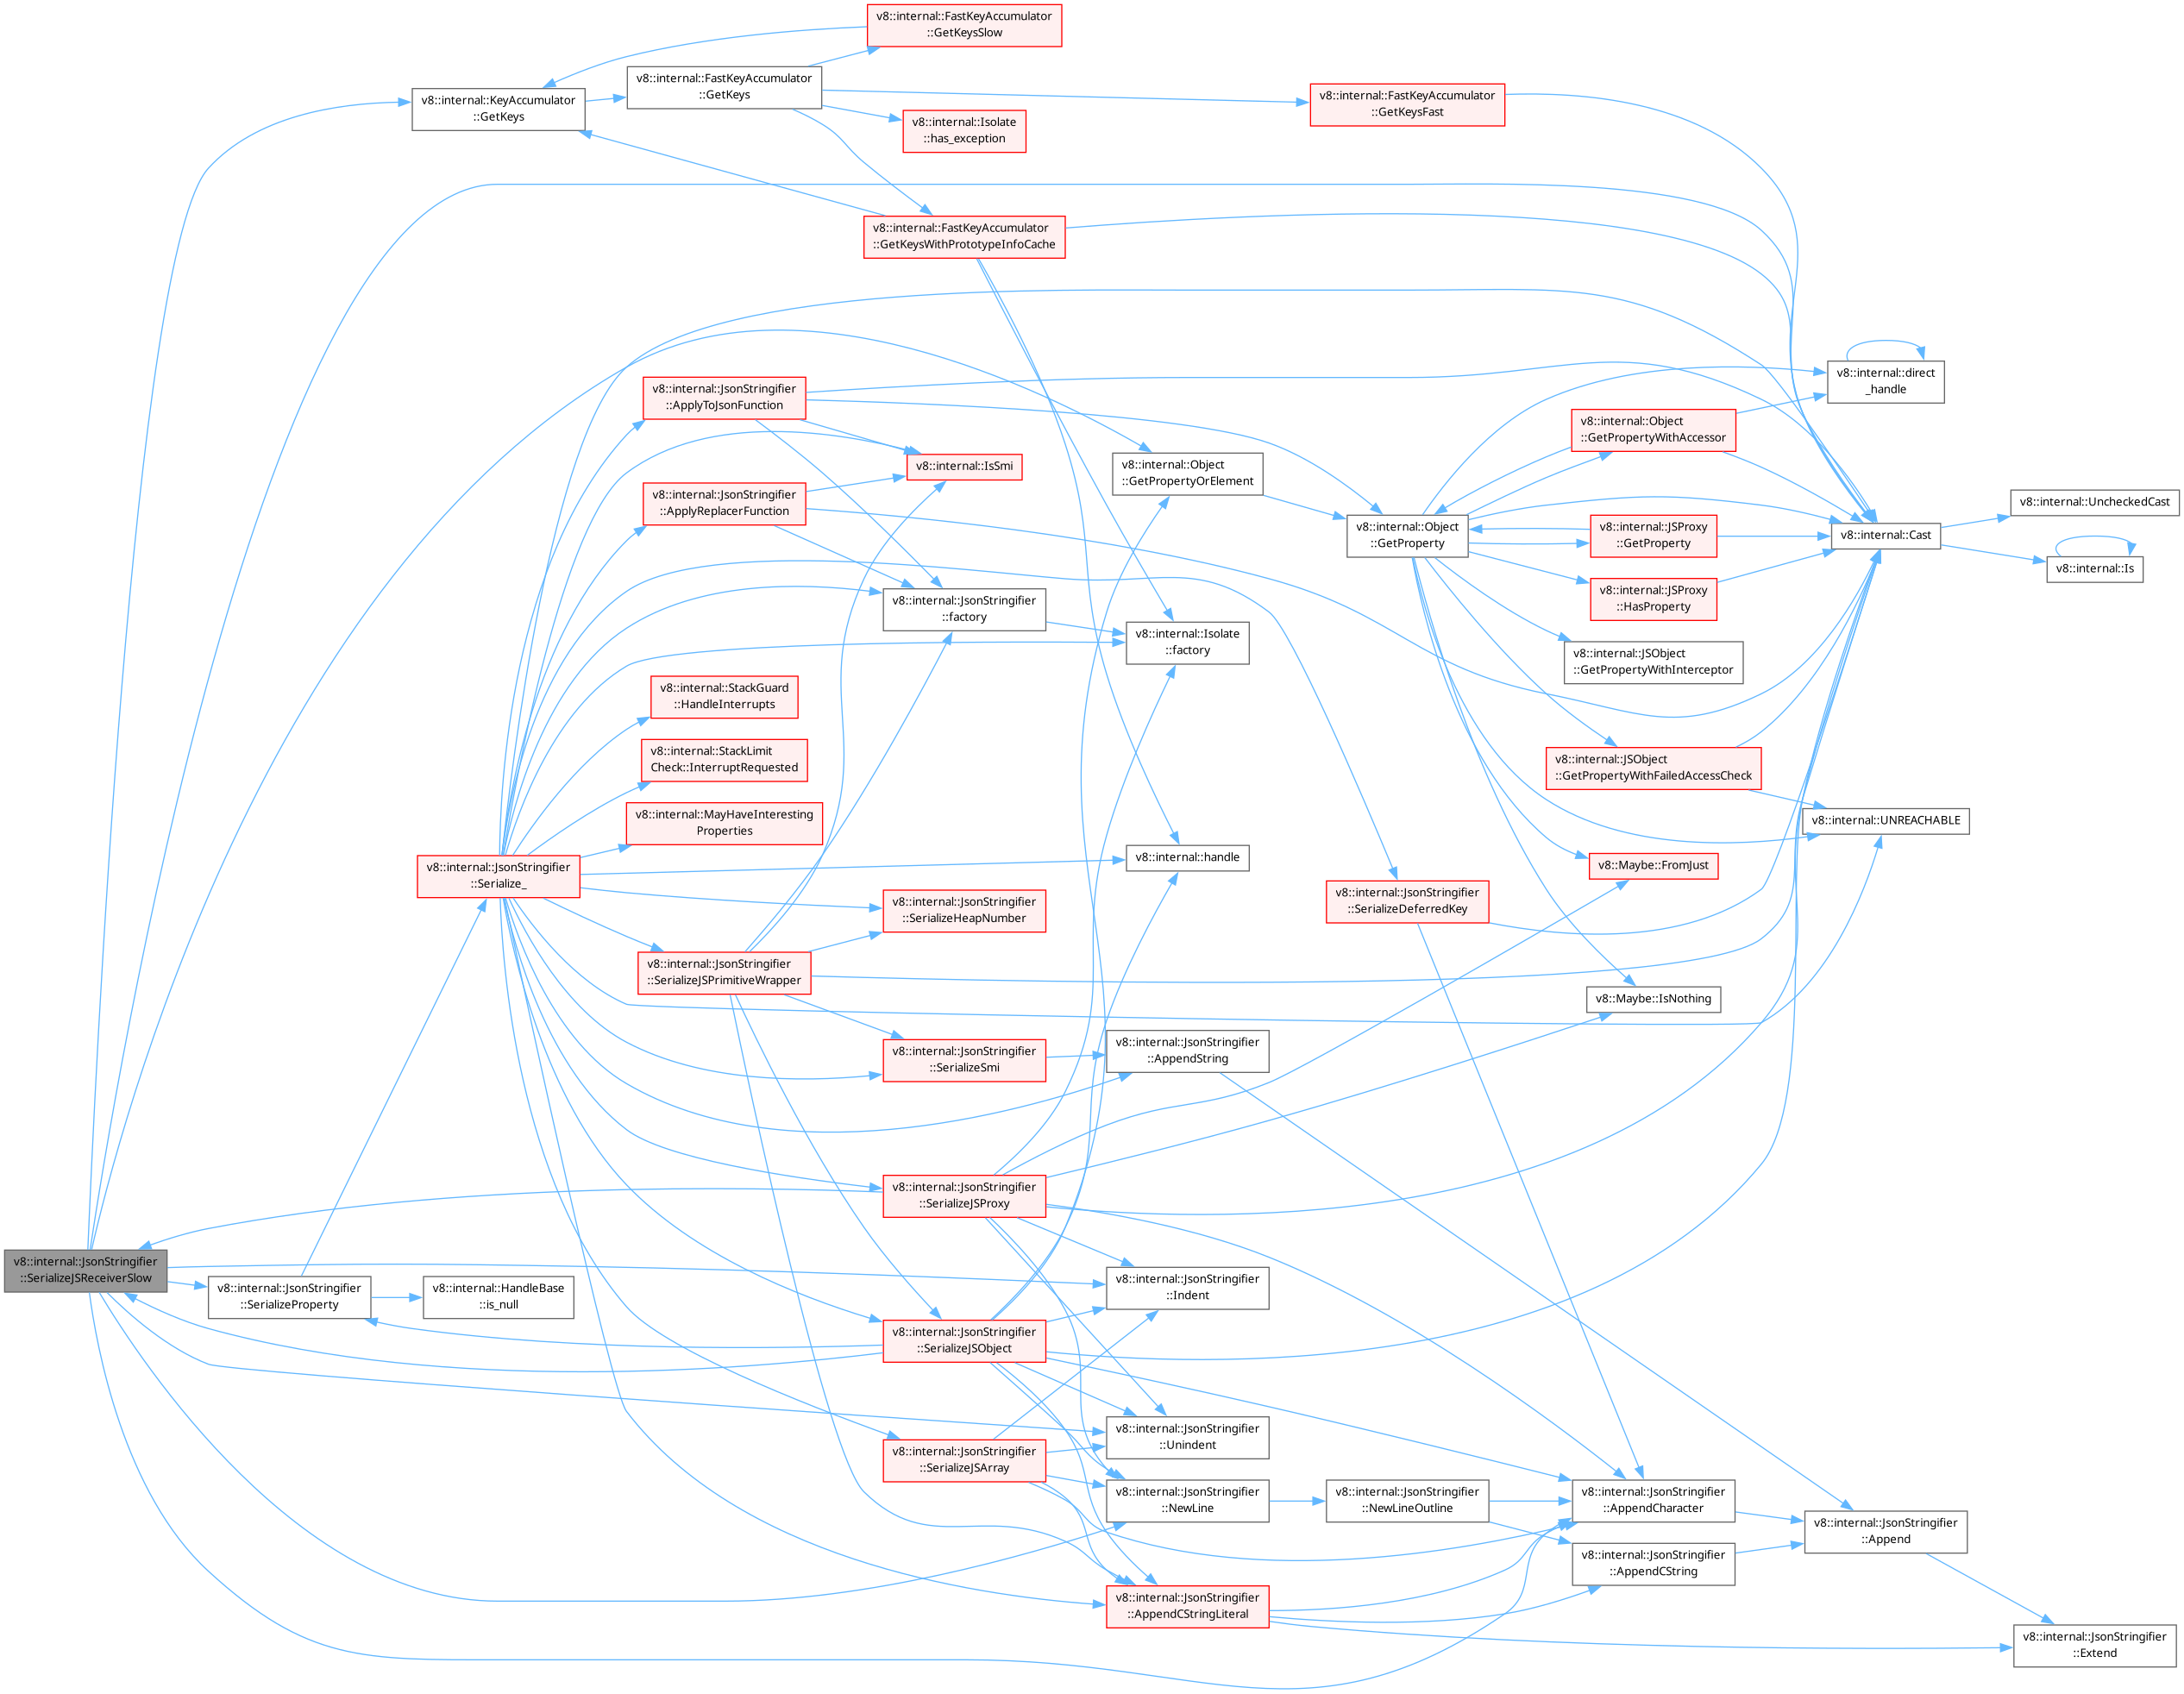 v8::internal::FastKeyAccumulator
::GetKeysSlow
v8::internal::FastKeyAccumulator
::GetKeys
v8::internal::KeyAccumulator
::GetKeys
v8::internal::FastKeyAccumulator
::GetKeysFast
v8::internal::Isolate
::has_exception
v8::internal::FastKeyAccumulator
::GetKeysWithPrototypeInfoCache
v8::internal::direct
_handle
v8::internal::JsonStringifier
::ApplyToJsonFunction
v8::internal::Object
::GetPropertyWithAccessor
v8::internal::IsSmi
v8::internal::Object
::GetPropertyOrElement
v8::internal::JsonStringifier
::ApplyReplacerFunction
v8::internal::UncheckedCast
v8::internal::Object
::GetProperty
v8::internal::JSProxy
::GetProperty
v8::internal::Cast
v8::internal::Is
v8::internal::JSProxy
::HasProperty
v8::internal::JsonStringifier
::factory
v8::internal::Isolate
::factory
v8::internal::JSObject
::GetPropertyWithInterceptor
v8::internal::StackGuard
::HandleInterrupts
v8::internal::StackLimit
Check::InterruptRequested
v8::internal::JSObject
::GetPropertyWithFailedAccessCheck
v8::internal::MayHaveInteresting
Properties
v8::internal::UNREACHABLE
v8::internal::JsonStringifier
::Serialize_
v8::internal::handle
v8::Maybe::FromJust
v8::internal::JsonStringifier
::SerializeHeapNumber
v8::internal::JsonStringifier
::SerializeDeferredKey
v8::internal::JsonStringifier
::SerializeJSPrimitiveWrapper
v8::Maybe::IsNothing
v8::internal::JsonStringifier
::SerializeSmi
v8::internal::JsonStringifier
::AppendString
v8::internal::JsonStringifier
::SerializeJSProxy
v8::internal::JsonStringifier
::SerializeJSReceiverSlow
v8::internal::JsonStringifier
::SerializeProperty
v8::internal::HandleBase
::is_null
v8::internal::JsonStringifier
::Indent
v8::internal::JsonStringifier
::SerializeJSObject
v8::internal::JsonStringifier
::Unindent
v8::internal::JsonStringifier
::SerializeJSArray
v8::internal::JsonStringifier
::NewLine
v8::internal::JsonStringifier
::NewLineOutline
v8::internal::JsonStringifier
::AppendCharacter
v8::internal::JsonStringifier
::Append
v8::internal::JsonStringifier
::AppendCString
v8::internal::JsonStringifier
::AppendCStringLiteral
v8::internal::JsonStringifier
::Extend